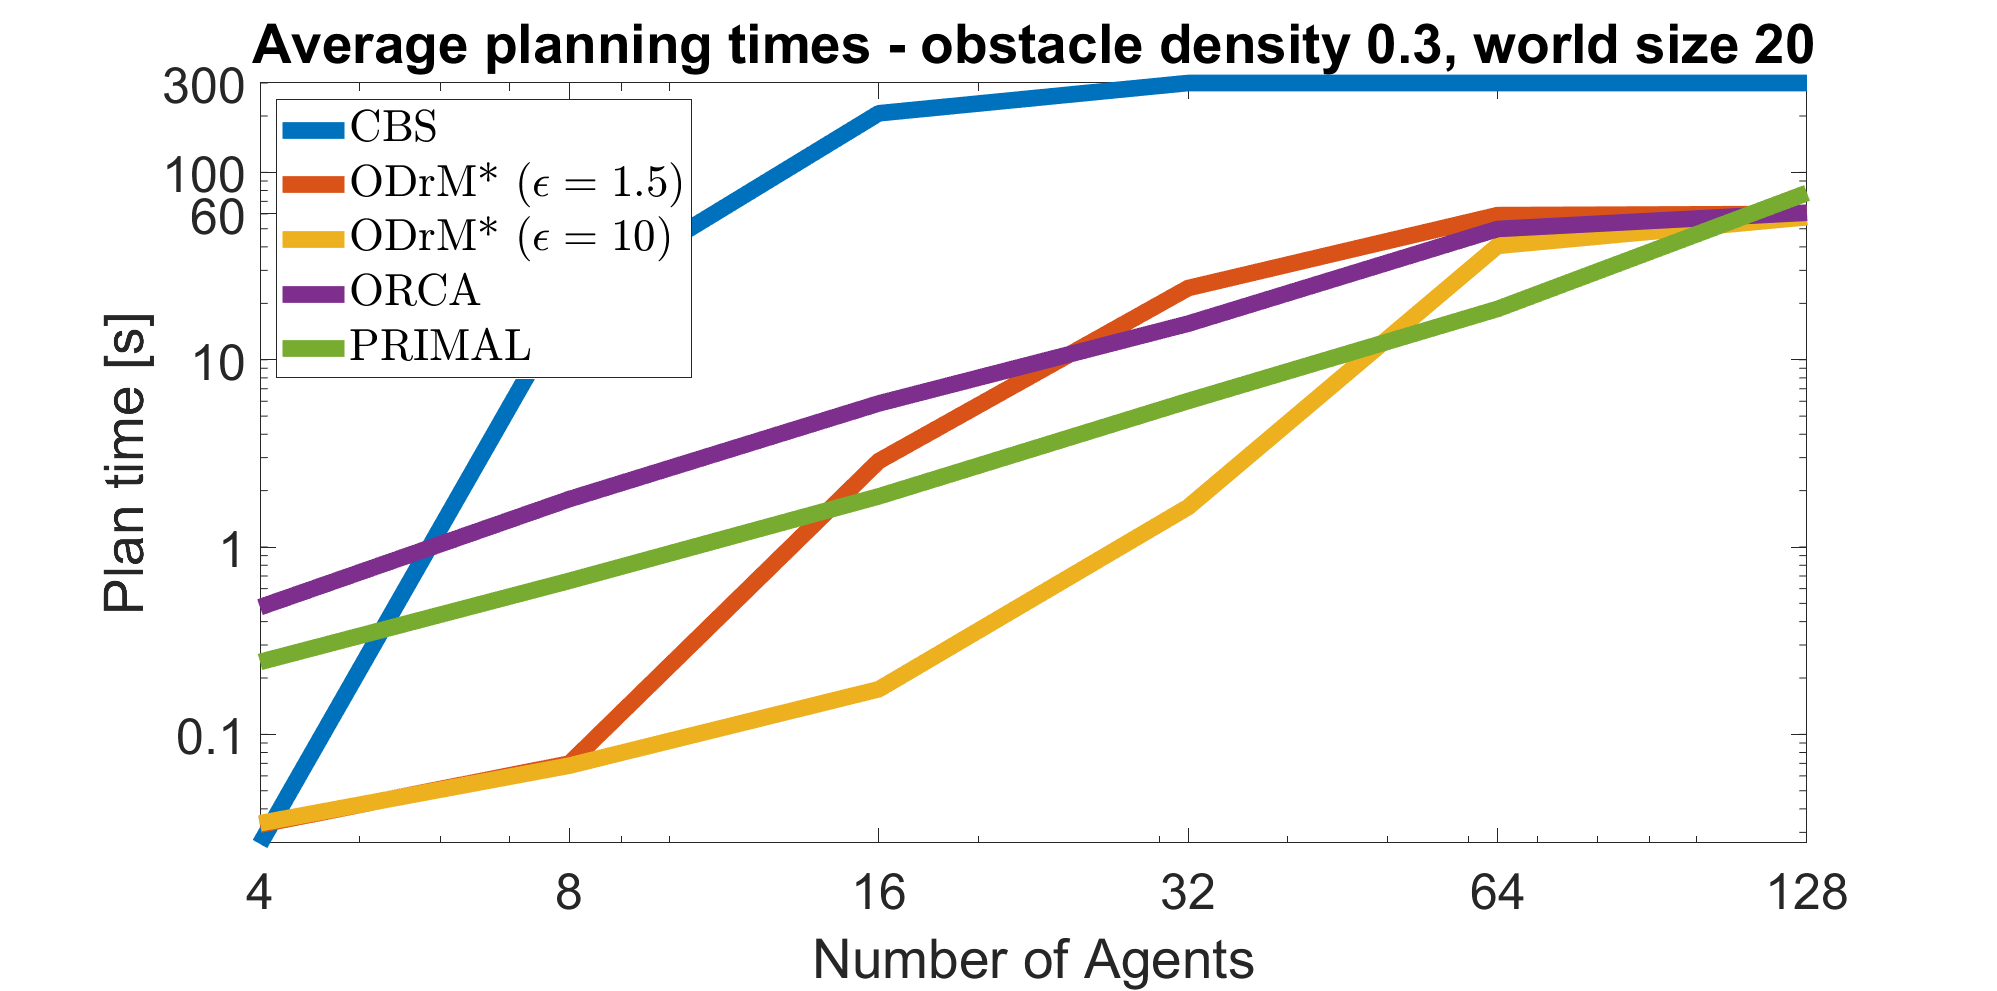 Average planning times - obstacle density 0.3, world size 20
300
100
60
10
1
0.1
Plan time [s]
CBS
ODrM* (ϵ = 1.5)
ODrM* (ϵ = 10)
ORCA
PRIMAL
4 8 16 32 64 128
Number of Agents